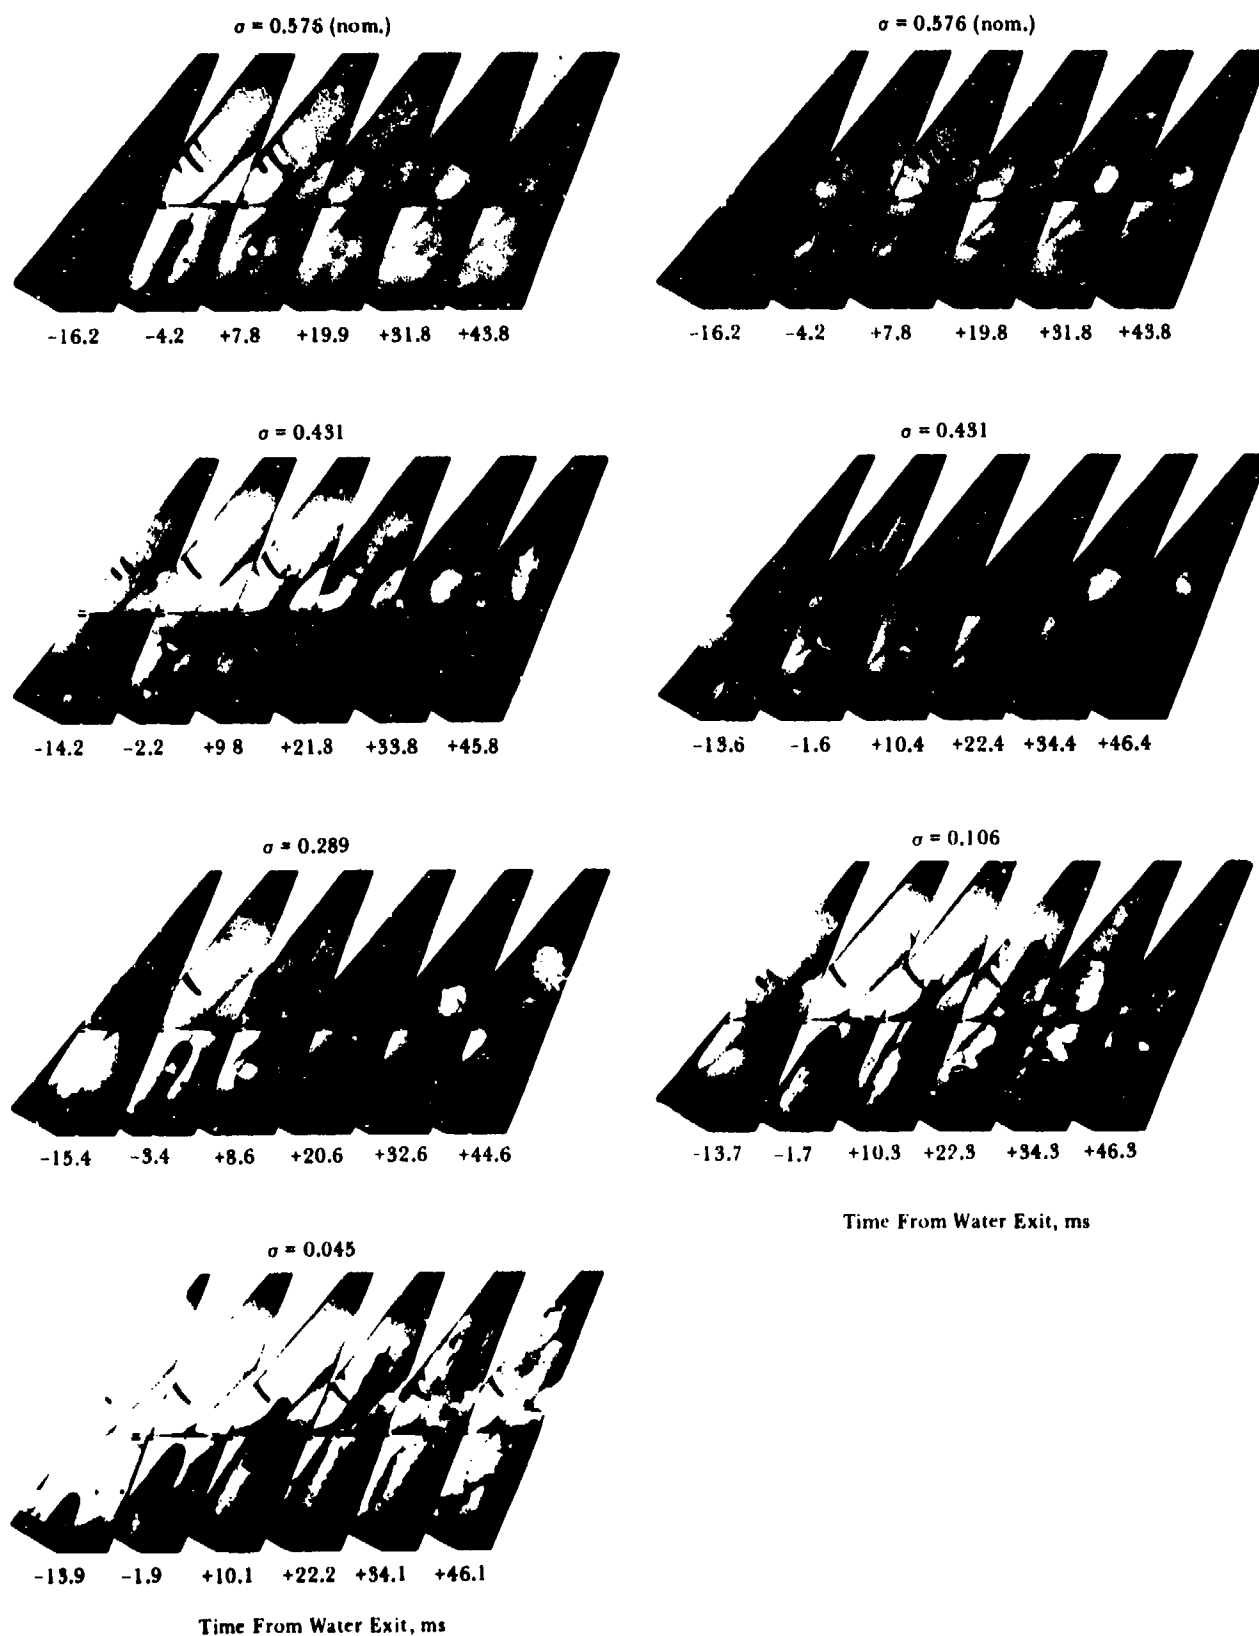 σ = 0.576 (nom.)
-16.2 -4.2 +7.8 +19.9 +31.8 +43.8
σ = 0.576 (nom.)
-16.2 -4.2 +7.8 +19.8 +31.8 +43.8
σ = 0.431
-14.2 -2.2 +9 8 +21.8 +33.8 +45.8
σ = 0.431
-13.6 -1.6 +10.4 +22.4 +34.4 +46.4
σ = 0.289
-15.4 -3.4 +8.6 +20.6 +32.6 +44.6
σ = 0.106
-13.7 -1.7 +10.3 +22.3 +34.3 +46.3
Time From Water Exit, ms
σ = 0.045
-13.9 -1.9 +10.1 +22.2 +34.1 +46.1
Time From Water Exit, ms